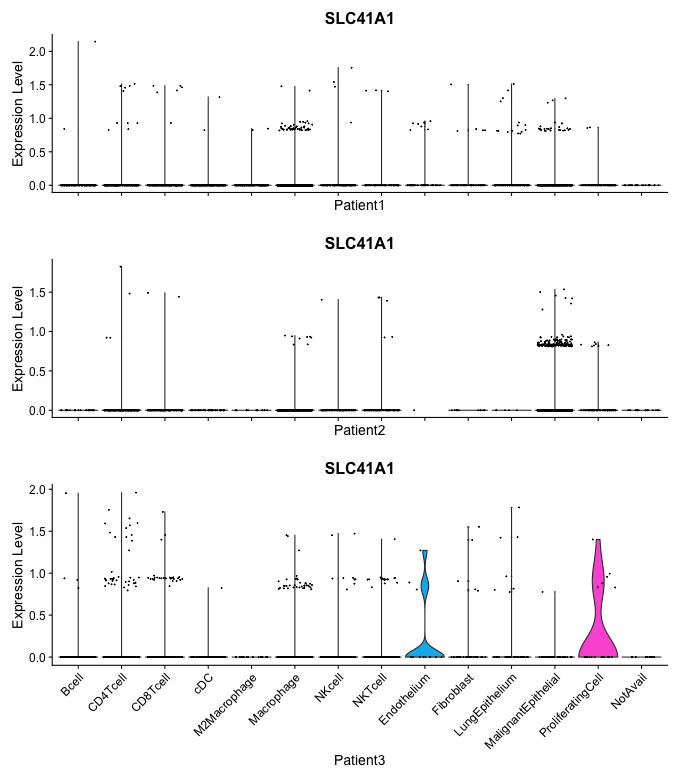 SLC41A1
Expression Level
2.0
1.5
1.0
0.5
0.0
Patient1
SLC41A1
Expression Level
1.5
1.0
0.5
0.0
Patient2
SLC41A1
Expression Level
2.0
1.5
1.0
0.5
0.0
Bcell
CD4Tcell
CD8Tcell
cDC
M2Macrophage
Macrophage
NKcell
NKTcell
Endothelium
Fibroblast
LungEpithelium
MalignantEpithelial
ProliferatingCell
NotAvail
Patient3